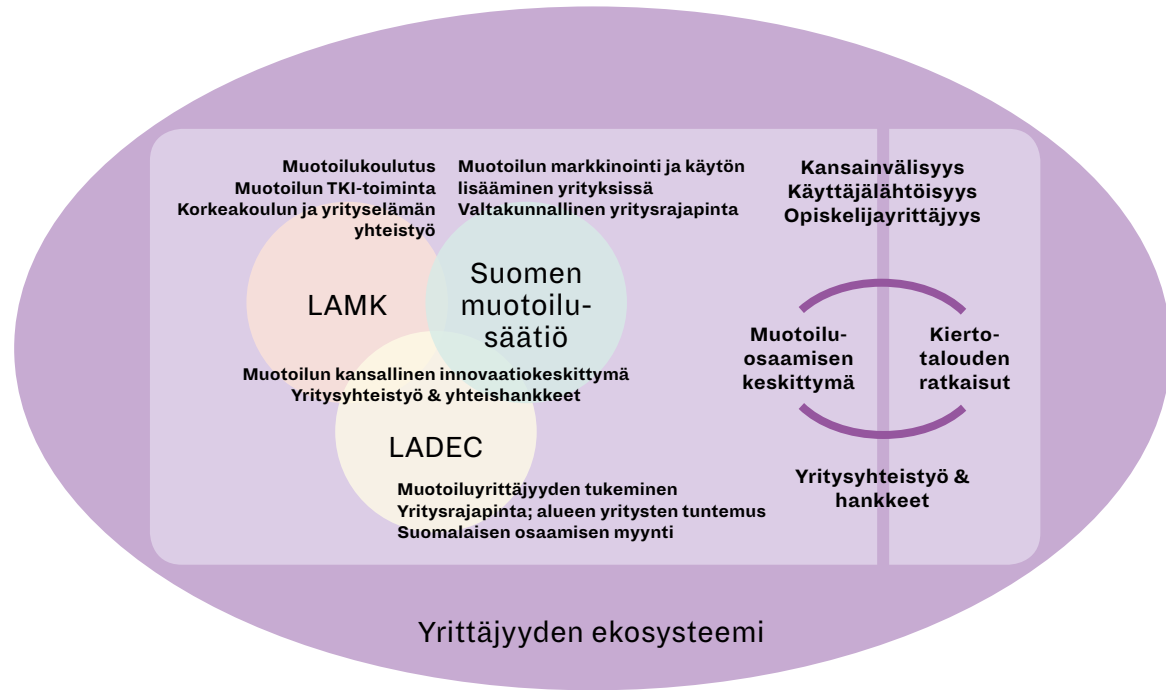 Muotoilukoulutus
Muotoilun TKI-toiminta
Korkeakoulun ja yrityselämän
yhteistyö
Muotoilun markkinointi ja käytön
lisääminen yrityksissä
Valtakunnallinen yritysrajapinta
LAMK
Suomen
muotoilu-
säätiö
Muotoilun kansallinen innovaatiokeskittymä
Yritysyhteistyö & yhteishankkeet
LADEC
Muotoiluyrittäjyyden tukeminen
Yritysrajapinta; alueen yritysten tuntemus
Suomalaisen osaamisen myynti
Kansainvälisyys
Käyttäjälähtöisyys
Opiskelijayrittäjyys
Muotoilu-
osaamisen
keskittymä
Kierto-
talouden
ratkaisut
Yritysyhteistyö &
hankkeet
Yrittäjyyden ekosysteemi